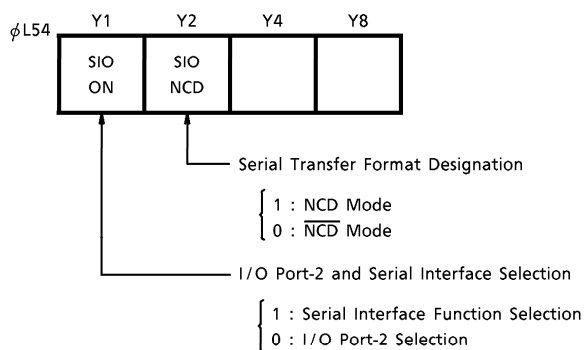 φL54
Y1 Y2 Y4 Y8
SIO ON
SIO NCD
Serial Transfer Format Designation
1 : NCD Mode
0 : N̅C̅D̅ Mode
I/O Port-2 and Serial Interface Selection
1 : Serial Interface Function Selection
0 : I/O Port-2 Selection